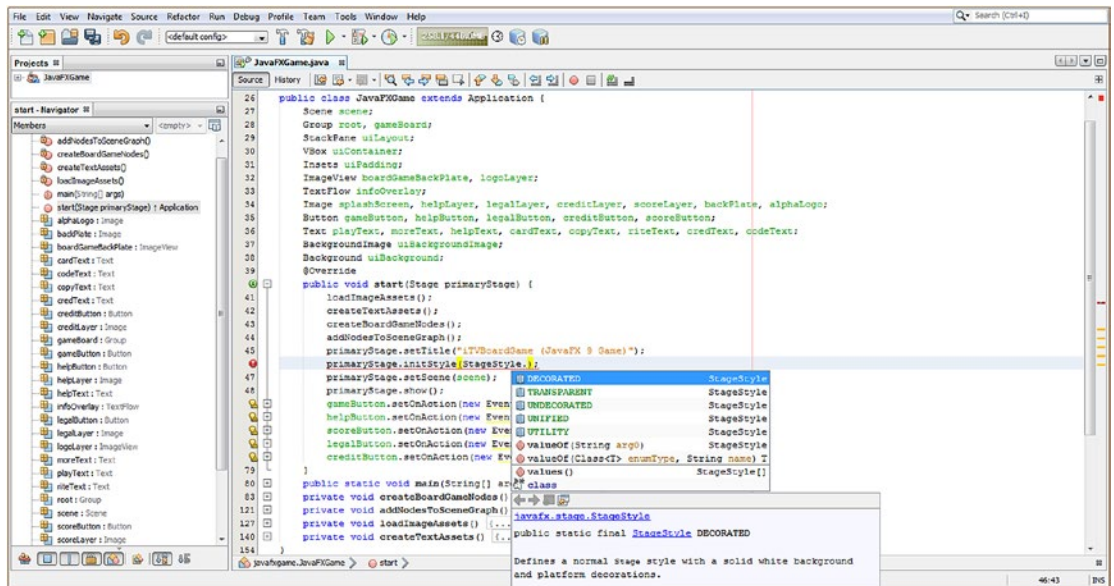 File Edit View Navigate Source Refactor Run Debug Profile Team Tools Window Help
Search (Ctrl+I)
<default config>
Projects
JavaFXGame
start - Navigator
Members
<empty>
addNodesToSceneGraph()
createBoardGameNodes()
createTextAssets()
loadImageAssets()
main(String[] args)
start(Stage primaryStage) ↑ Application
alphaLogo : Image
backPlate : Image
boardGameBackPlate : ImageView
cardText : Text
codeText : Text
copyText : Text
credText : Text
creditButton : Button
creditLayer : Image
gameBoard : Group
gameButton : Button
helpButton : Button
helpLayer : Image
helpText : Text
infoOverlay : TextFlow
legalButton : Button
legalLayer : Image
logoLayer : ImageView
moreText : Text
playText : Text
riteText : Text
root : Group
scene : Scene
scoreButton : Button
scoreLayer : Image
JavaFXGame.java
Source History
26 public class JavaFXGame extends Application {
27 Scene scene;
28 Group root, gameBoard;
29 StackPane uiLayout;
30 VBox uiContainer;
31 Insets uiPadding;
32 ImageView boardGameBackPlate, logoLayer;
33 TextFlow infoOverlay;
34 Image splashScreen, helpLayer, legalLayer, creditLayer, scoreLayer, backPlate, alphaLogo;
35 Button gameButton, helpButton, legalButton, creditButton, scoreButton;
36 Text playText, moreText, helpText, cardText, copyText, riteText, credText, codeText;
37 BackgroundImage uiBackgroundImage;
38 Background uiBackground;
39 @Override
public void start(Stage primaryStage) {
41 loadImageAssets();
42 createTextAssets();
43 createBoardGameNodes();
44 addNodesToSceneGraph();
45 primaryStage.setTitle("iTVBoardGame (JavaFX 9 Game)");
primaryStage.initStyle(StageStyle.);
47 primaryStage.setScene(scene);
48 primaryStage.show();
gameButton.setOnAction(new Even
helpButton.setOnAction(new Even
scoreButton.setOnAction(new Eve
legalButton.setOnAction(new Eve
creditButton.setOnAction(new Ev
79 }
80 public static void main(String[] ar
83 private void createBoardGameNodes()
121 private void addNodesToSceneGraph()
127 private void loadImageAssets() {...
140 private void createTextAssets() {..
154 }
DECORATED StageStyle
TRANSPARENT StageStyle
UNDECORATED StageStyle
UNIFIED StageStyle
UTILITY StageStyle
valueOf(String arg0) StageStyle
valueOf(Class<T> enumType, String name) T
values() StageStyle[]
class
javafx.stage.StageStyle
public static final StageStyle DECORATED
Defines a normal Stage style with a solid white background
and platform decorations.
javafxgame.JavaFXGame start
46:43 INS